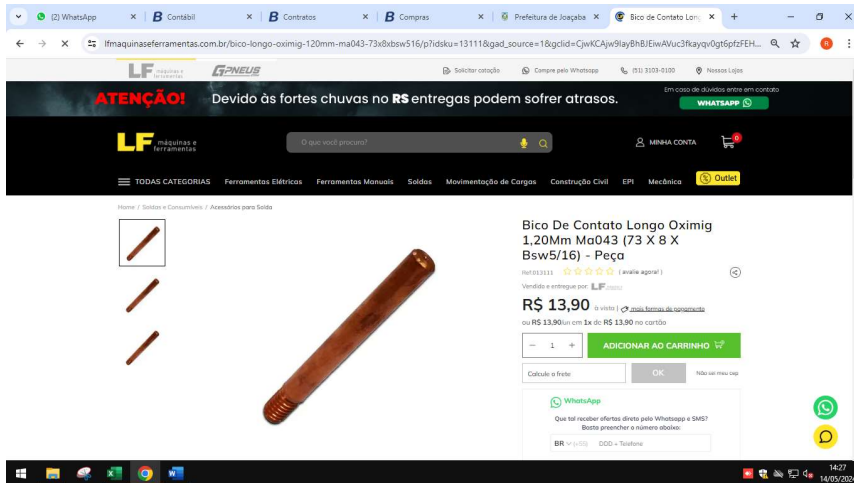 (2) WhatsApp
Contábil
Contratos
Compras
Prefeitura de Joaçaba
Bico de Contato Lon
lfmaquinaseferramentas.com.br/bico-longo-oximig-120mm-ma043-73x8xbsw516/p?idsku=13111&gad_source=1&gclid=CjwKCAjw9IayBhBJEiwAVuc3fkayqv0gt6pfzFEH...
LF máquinas e ferramentas
GPNEUS
Solicitar cotação
Compre pelo Whatsapp
(51) 3103-0100
Nossas Lojas
ATENÇÃO!
Devido às fortes chuvas no RS entregas podem sofrer atrasos.
Em caso de dúvidas entre em contato
WHATSAPP
LF máquinas e
ferramentas
O que você procura?
MINHA CONTA
0
TODAS CATEGORIAS
Ferramentas Elétricas
Ferramentas Manuais
Soldas
Movimentação de Cargas
Construção Civil
EPI
Mecânica
Outlet
Home / Soldas e Consumíveis / Acessórios para Solda
Bico De Contato Longo Oximig
1,20Mm Ma043 (73 X 8 X
Bsw5/16) - Peça
Ref:013111
( avalie agora! )
Vendido e entregue por: LF
R$ 13,90 à vista | mais formas de pagamento
ou R$ 13,90/un em 1x de R$ 13,90 no cartão
− 1 +
ADICIONAR AO CARRINHO
Calcule o frete
OK
Não sei meu cep
WhatsApp
Que tal receber ofertas direto pelo Whatsapp e SMS?
Basta preencher o número abaixo:
BR (+55) DDD + Telefone
14:27
14/05/2024